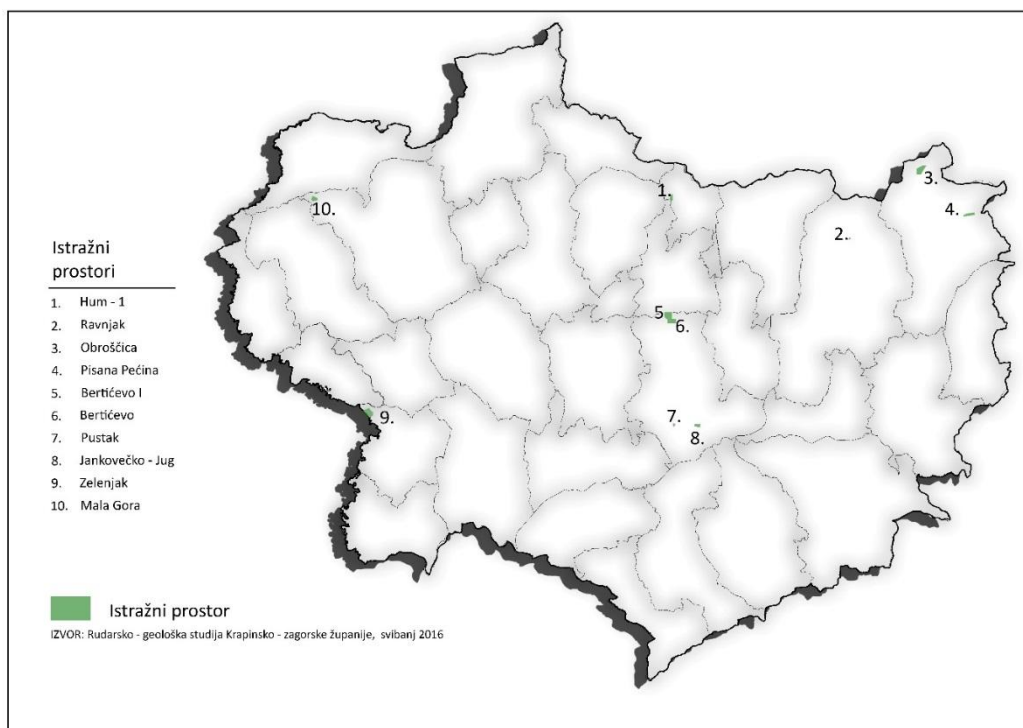 1.
2.
3.
4.
5.
6.
7.
8.
9.
10.
Istražni
prostori
1. Hum - 1
2. Ravnjak
3. Obroščica
4. Pisana Pećina
5 Bertićevo I
6. Bertićevo
7 Pustak
8 Jankovečko - Jug
9 Zelenjak
10. Mala Gora
Istražni prostor
IZVOR: Rudarsko - geološka studija Krapinsko - zagorske županije, svibanj 2016